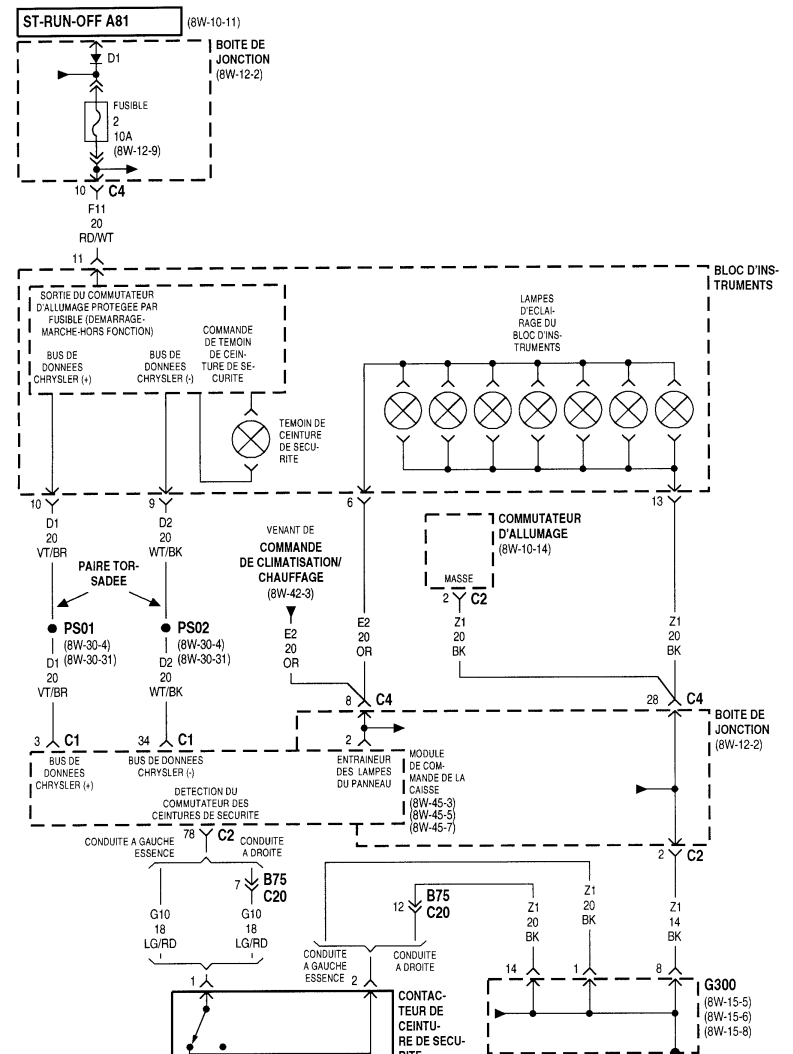 ST-RUN-OFF A81
(8W-10-11)
BOITE DE
JONCTION
(8W-12-2)
D1
FUSIBLE
2
10A
(8W-12-9)
10 C4
F11
20
RD/WT
11
BLOC D'INS-
TRUMENTS
SORTIE DU COMMUTATEUR
D'ALLUMAGE PROTEGEE PAR
FUSIBLE (DEMARRAGE-
MARCHE-HORS FONCTION)
BUS DE
DONNEES
CHRYSLER (+)
BUS DE
DONNEES
CHRYSLER (-)
COMMANDE
DE TEMOIN
DE CEIN-
TURE DE SE-
CURITE
TEMOIN DE
CEINTURE
DE SECU-
RITE
LAMPES
D'ECLAI-
RAGE DU
BLOC D'INS-
TRUMENTS
10
9
6
13
D1
20
VT/BR
D2
20
WT/BK
PAIRE TOR-
SADEE
PS01
(8W-30-4)
(8W-30-31)
PS02
(8W-30-4)
(8W-30-31)
D1
20
VT/BR
D2
20
WT/BK
VENANT DE
COMMANDE
DE CLIMATISATION/
CHAUFFAGE
(8W-42-3)
E2
20
OR
E2
20
OR
COMMUTATEUR
D'ALLUMAGE
(8W-10-14)
MASSE
2 C2
Z1
20
BK
Z1
20
BK
8 C4
28 C4
BOITE DE
JONCTION
(8W-12-2)
3 C1
34 C1
2
BUS DE
DONNEES
CHRYSLER (+)
BUS DE DONNEES
CHRYSLER (-)
ENTRAINEUR
DES LAMPES
DU PANNEAU
MODULE
DE COM-
MANDE DE LA
CAISSE
(8W-45-3)
(8W-45-5)
(8W-45-7)
DETECTION DU
COMMUTATEUR DES
CEINTURES DE SECURITE
78 C2
CONDUITE A GAUCHE
ESSENCE
CONDUITE
A DROITE
7 B75
C20
G10
18
LG/RD
G10
18
LG/RD
12 B75
C20
CONDUITE
A GAUCHE
ESSENCE
CONDUITE
A DROITE
2 C2
Z1
20
BK
Z1
20
BK
Z1
14
BK
1
2
14
1
8
CONTAC-
TEUR DE
CEINTU-
RE DE SECU-
RITE
G300
(8W-15-5)
(8W-15-6)
(8W-15-8)